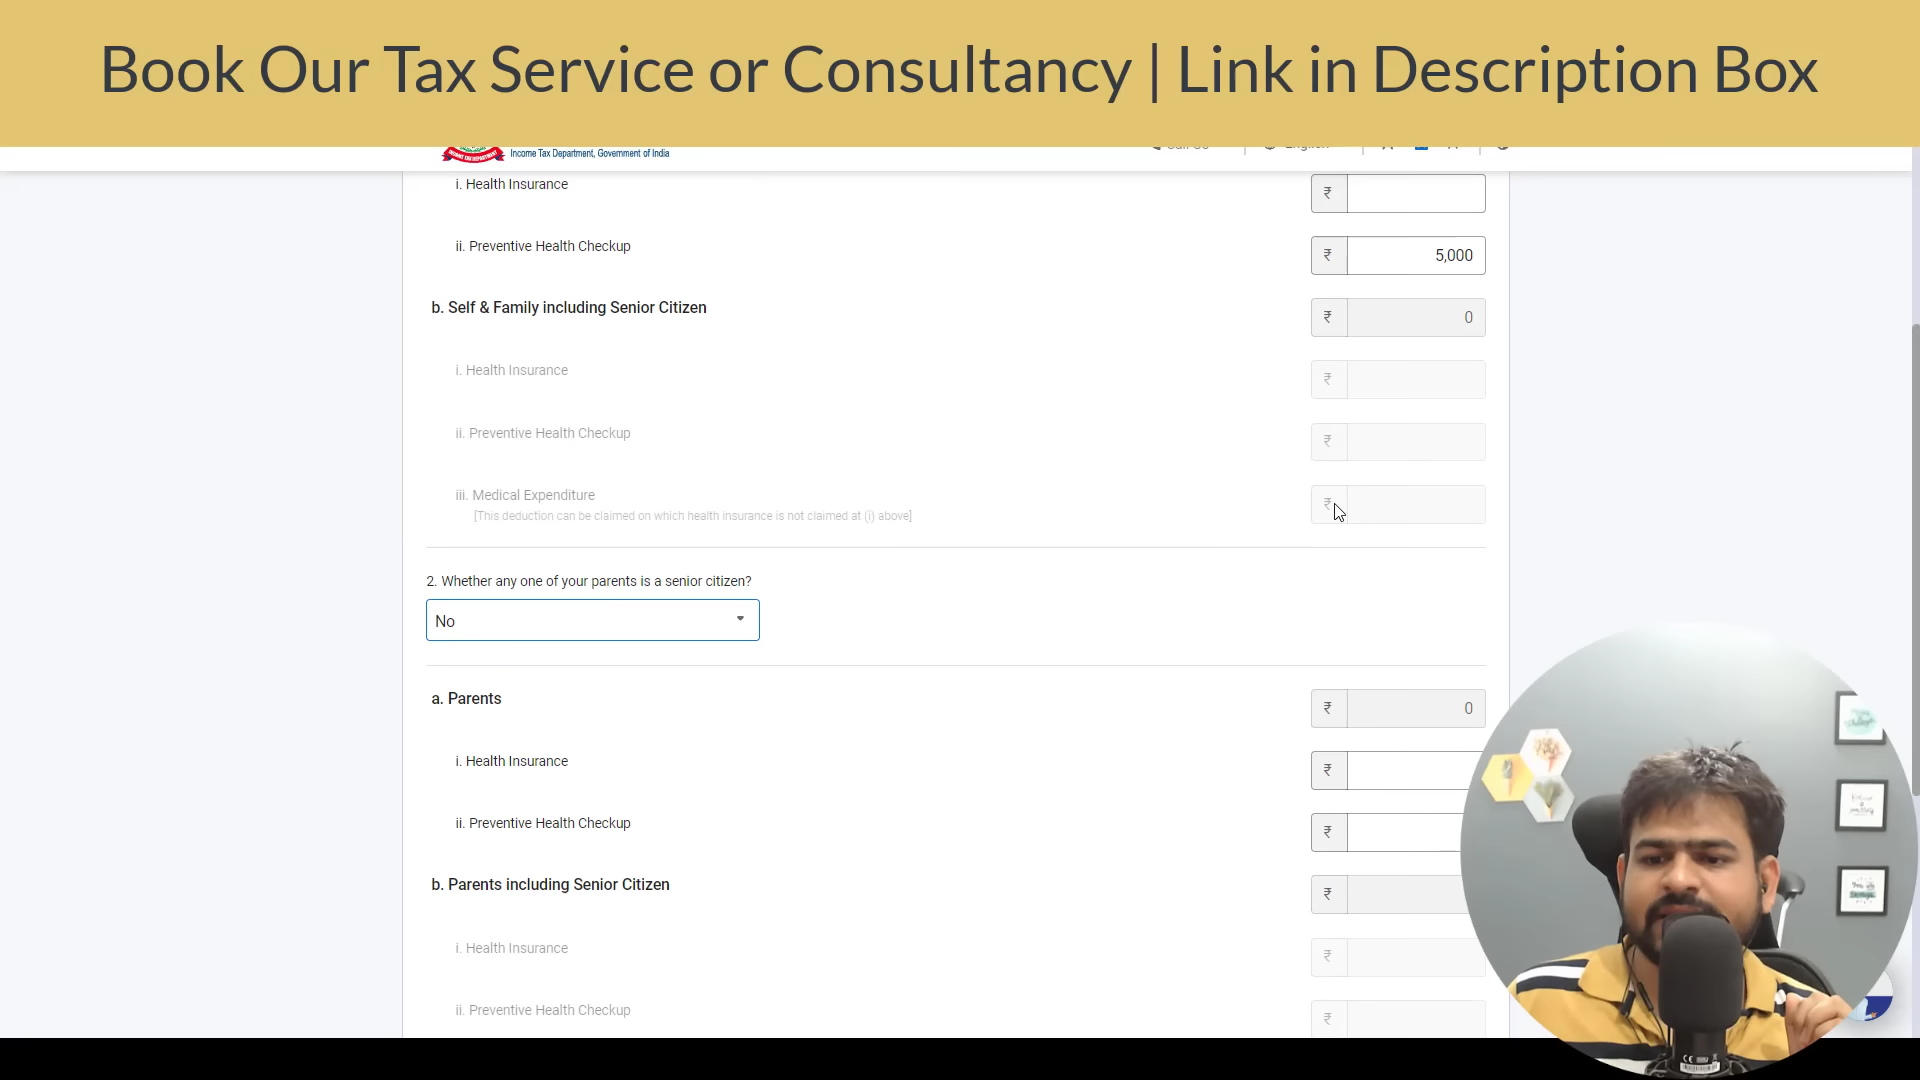 Book Our Tax Service or Consultancy | Link in Description Box
Income Tax Department, Government of India
i. Health Insurance
₹
ii. Preventive Health Checkup
₹ 5,000
b. Self & Family including Senior Citizen
₹ 0
i. Health Insurance
₹
ii. Preventive Health Checkup
₹
iii. Medical Expenditure
₹
[This deduction can be claimed on which health insurance is not claimed at (i) above]
2. Whether any one of your parents is a senior citizen?
No
a. Parents
₹ 0
i. Health Insurance
₹
ii. Preventive Health Checkup
₹
b. Parents including Senior Citizen
₹
i. Health Insurance
₹
ii. Preventive Health Checkup
₹